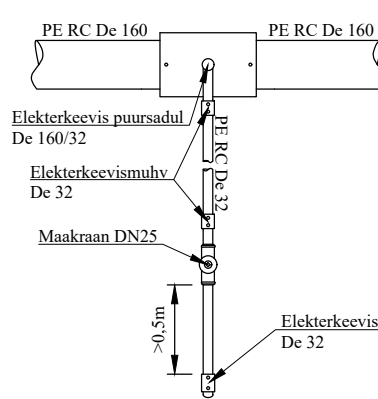 PE RC De 160
PE RC De 160
Elekterkeevis puursadul
De 160/32
PE RC De 32
Elekterkeevismuhv
De 32
Maakraan DN25
>0,5m
Elekterkeevis
De 32